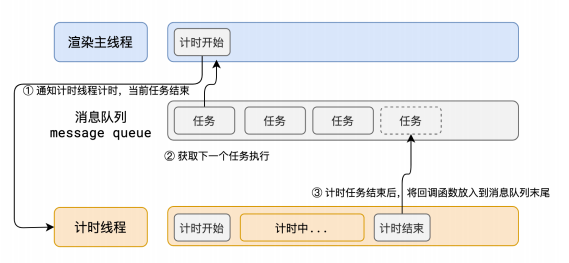 渲染主线程
计时开始
① 通知计时线程计时，当前任务结束
消息队列
message queue
任务
任务
任务
任务
② 获取下一个任务执行
③ 计时任务结束后，将回调函数放入到消息队列末尾
计时线程
计时开始
计时中...
计时结束